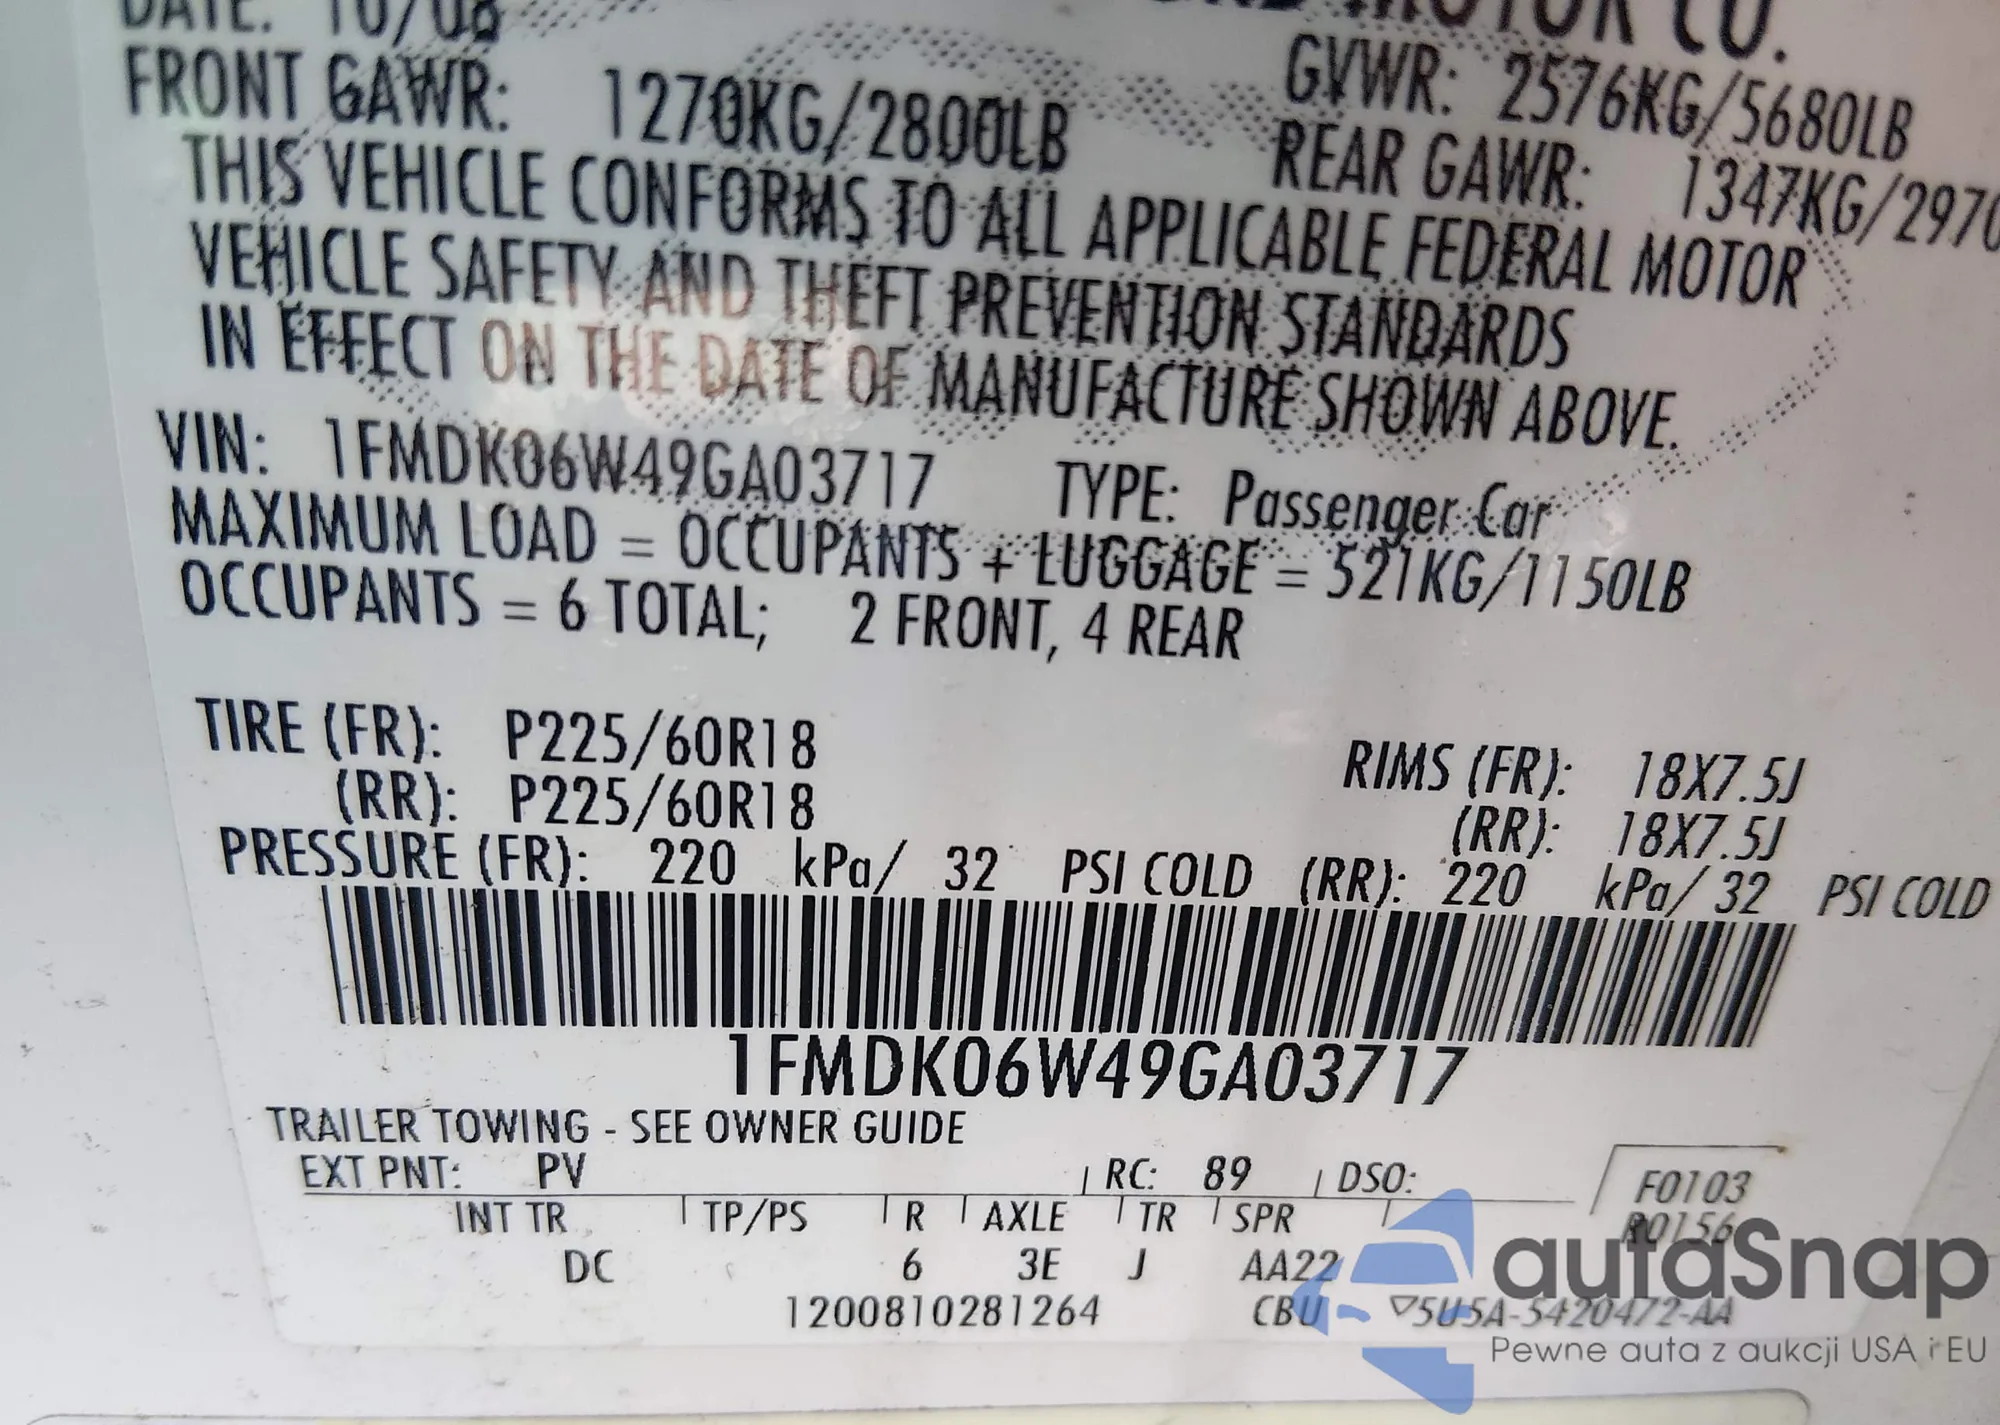 DATE: 10/08 MOTOR CO.
FRONT GAWR: 1270KG/2800LB GVWR: 2576KG/5680LB
REAR GAWR: 1347KG/2970
THIS VEHICLE CONFORMS TO ALL APPLICABLE FEDERAL MOTOR
VEHICLE SAFETY AND THEFT PREVENTION STANDARDS
IN EFFECT ON THE DATE OF MANUFACTURE SHOWN ABOVE.
VIN: 1FMDK06W49GA03717 TYPE: Passenger Car
MAXIMUM LOAD = OCCUPANTS + LUGGAGE = 521KG/1150LB
OCCUPANTS = 6 TOTAL; 2 FRONT, 4 REAR
TIRE (FR): P225/60R18 RIMS (FR): 18X7.5J
(RR): P225/60R18 (RR): 18X7.5J
PRESSURE (FR): 220 kPa/ 32 PSI COLD (RR): 220 kPa/ 32 PSI COLD
1FMDK06W49GA03717
TRAILER TOWING - SEE OWNER GUIDE
EXT PNT: PV RC: 89 DSO: F0103
INT TR TP/PS R AXLE TR SPR R0156
DC 6 3E J AA22
1200810281264 CBU ▽5U5A-5420472-AA
autaSnap
Pewne auta z aukcji USA i EU